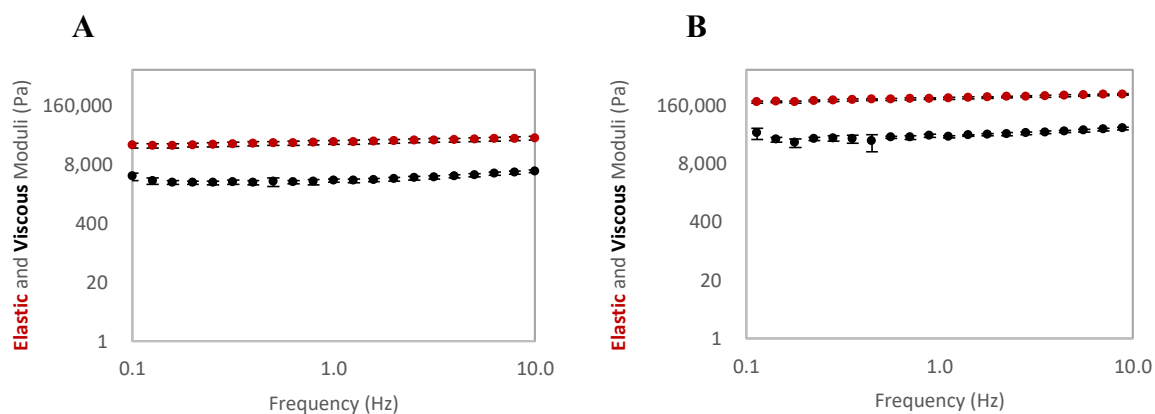 A
Elastic and Viscous Moduli (Pa)
160,000
8,000
400
20
1
0.1 1.0 10.0
Frequency (Hz)
B
Elastic and Viscous Moduli (Pa)
160,000
8,000
400
20
1
0.1 1.0 10.0
Frequency (Hz)